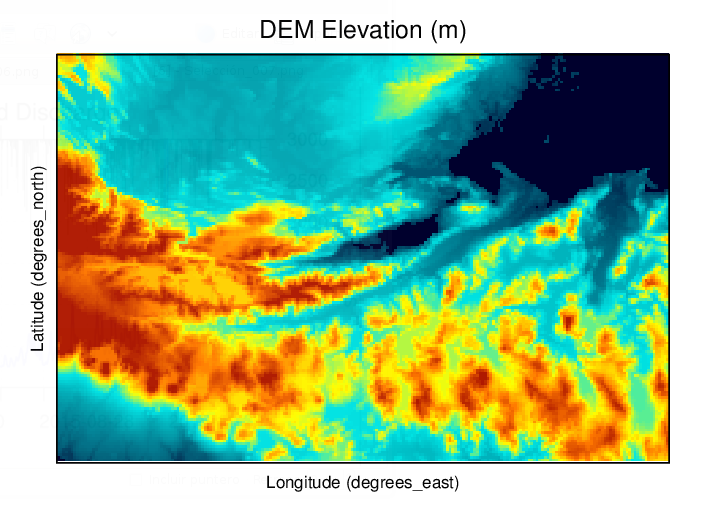 DEM Elevation (m)
Latitude (degrees_north)
Longitude (degrees_east)